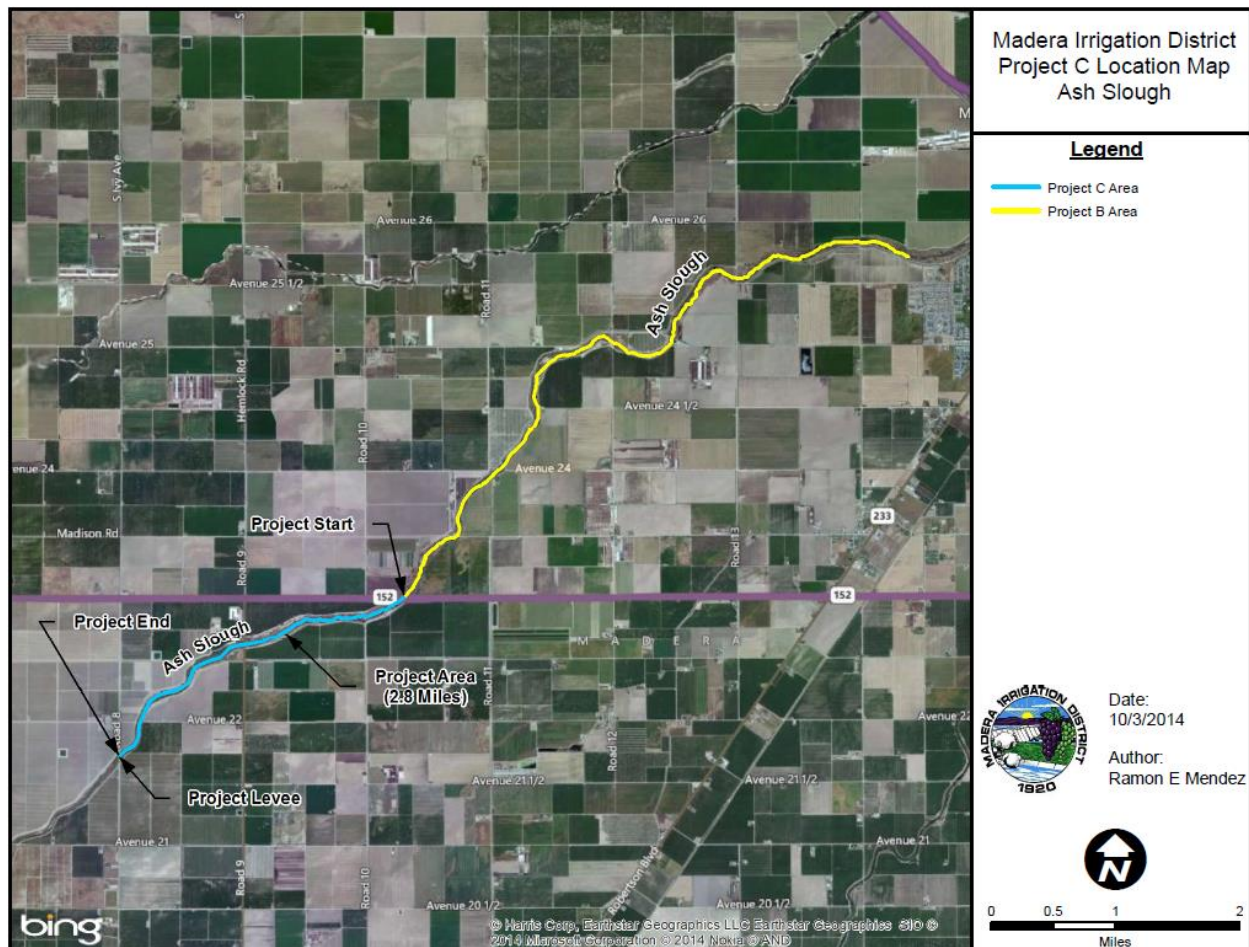 Madera Irrigation District
Project C Location Map
Ash Slough
Legend
Project C Area
Project B Area
S Ivy Ave
M
Avenue 26
Avenue 26
Avenue 25 1/2
Road 11
Ash Slough
Avenue 25
Hemlock Rd
Avenue 24 1/2
Road 10
enue 24
Avenue 24
233
Project Start
Madison Rd
Road 9
Road 13
152
152
Project End
Ash Slough
MADERA
Project Area
(2.8 Miles)
Road 11
Road 8
Avenue 22
Avenue 22
Road 12
Avenue 21 1/2
Avenue 21 1/2
Project Levee
Avenue 21
Avenue 21
Road 9
Road 10
Robertson Blvd
Avenue 20 1/2
Avenue 20 1/2
bing
© Harris Corp, Earthstar Geographics LLC Earthstar Geographics SIO ©
2014 Microsoft Corporation © 2014 Nokia © AND
MADERA IRRIGATION DISTRICT
1920
Date:
10/3/2014
Author:
Ramon E Mendez
N
0 0.5 1 2
Miles